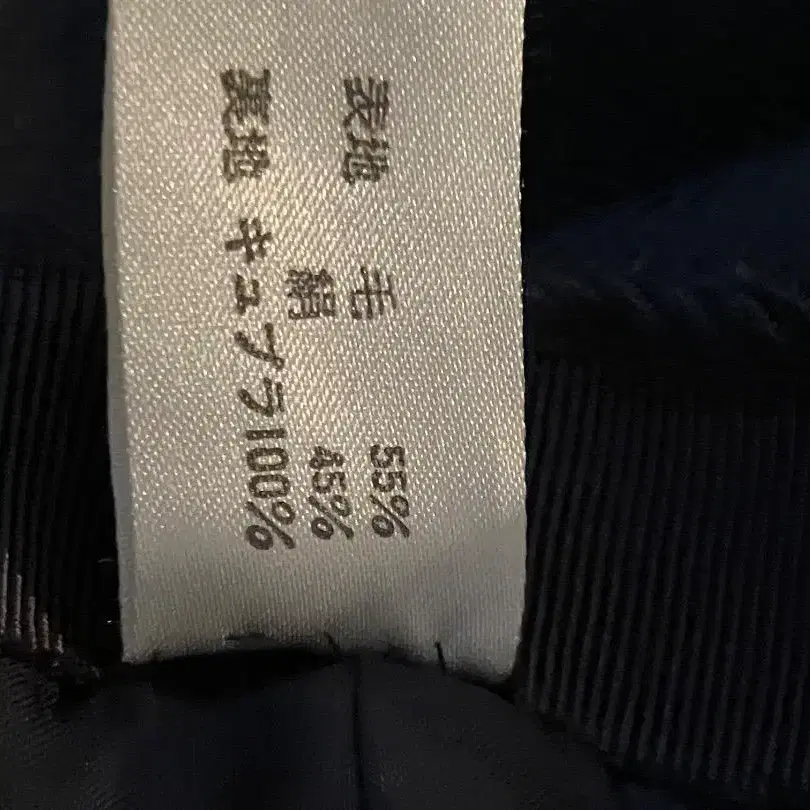 表地 毛 55%
絹 45%
裏地 キュプラ100%